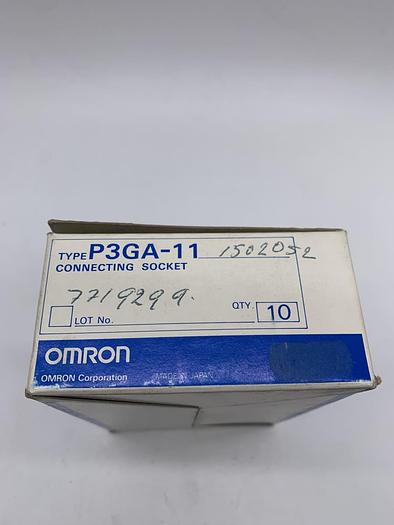 TYPE P3GA-11 1502052
CONNECTING SOCKET
7719299.
LOT No. QTY. 10
OMRON
OMRON Corporation MADE IN JAPAN